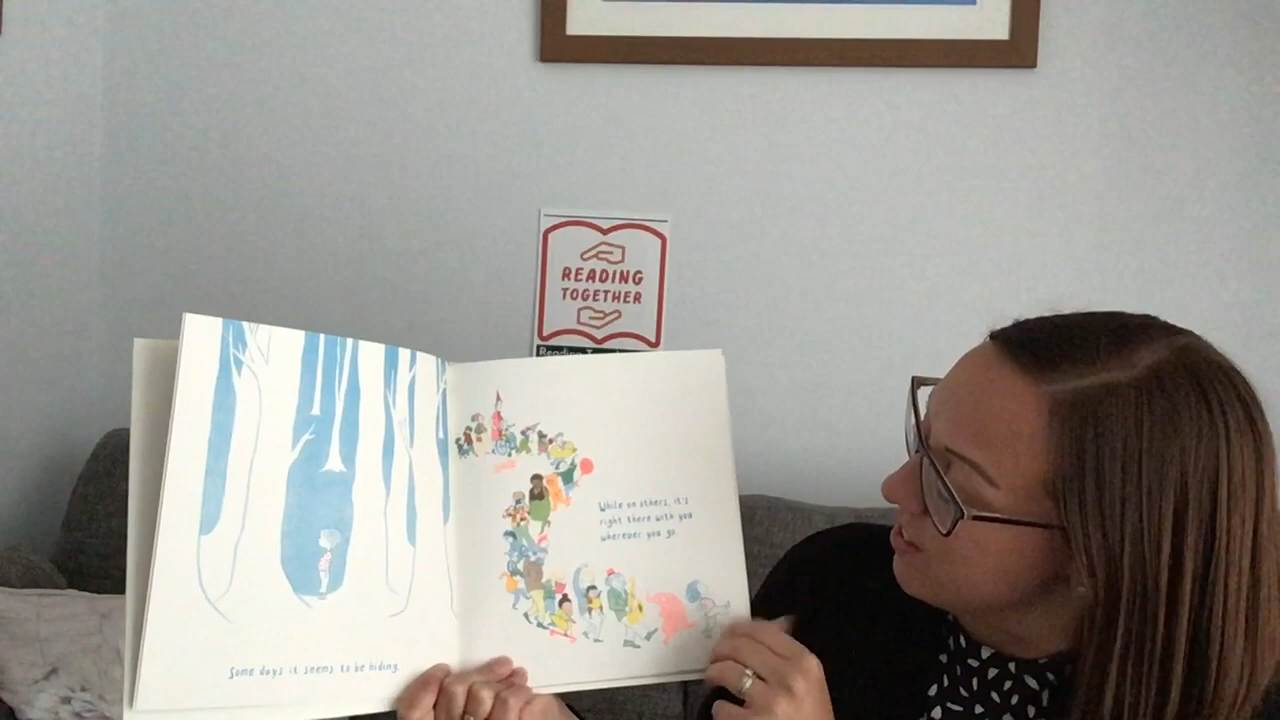 READING
TOGETHER
While on others, it's
right there with you
wherever you go.
Some days it seems to be hiding.